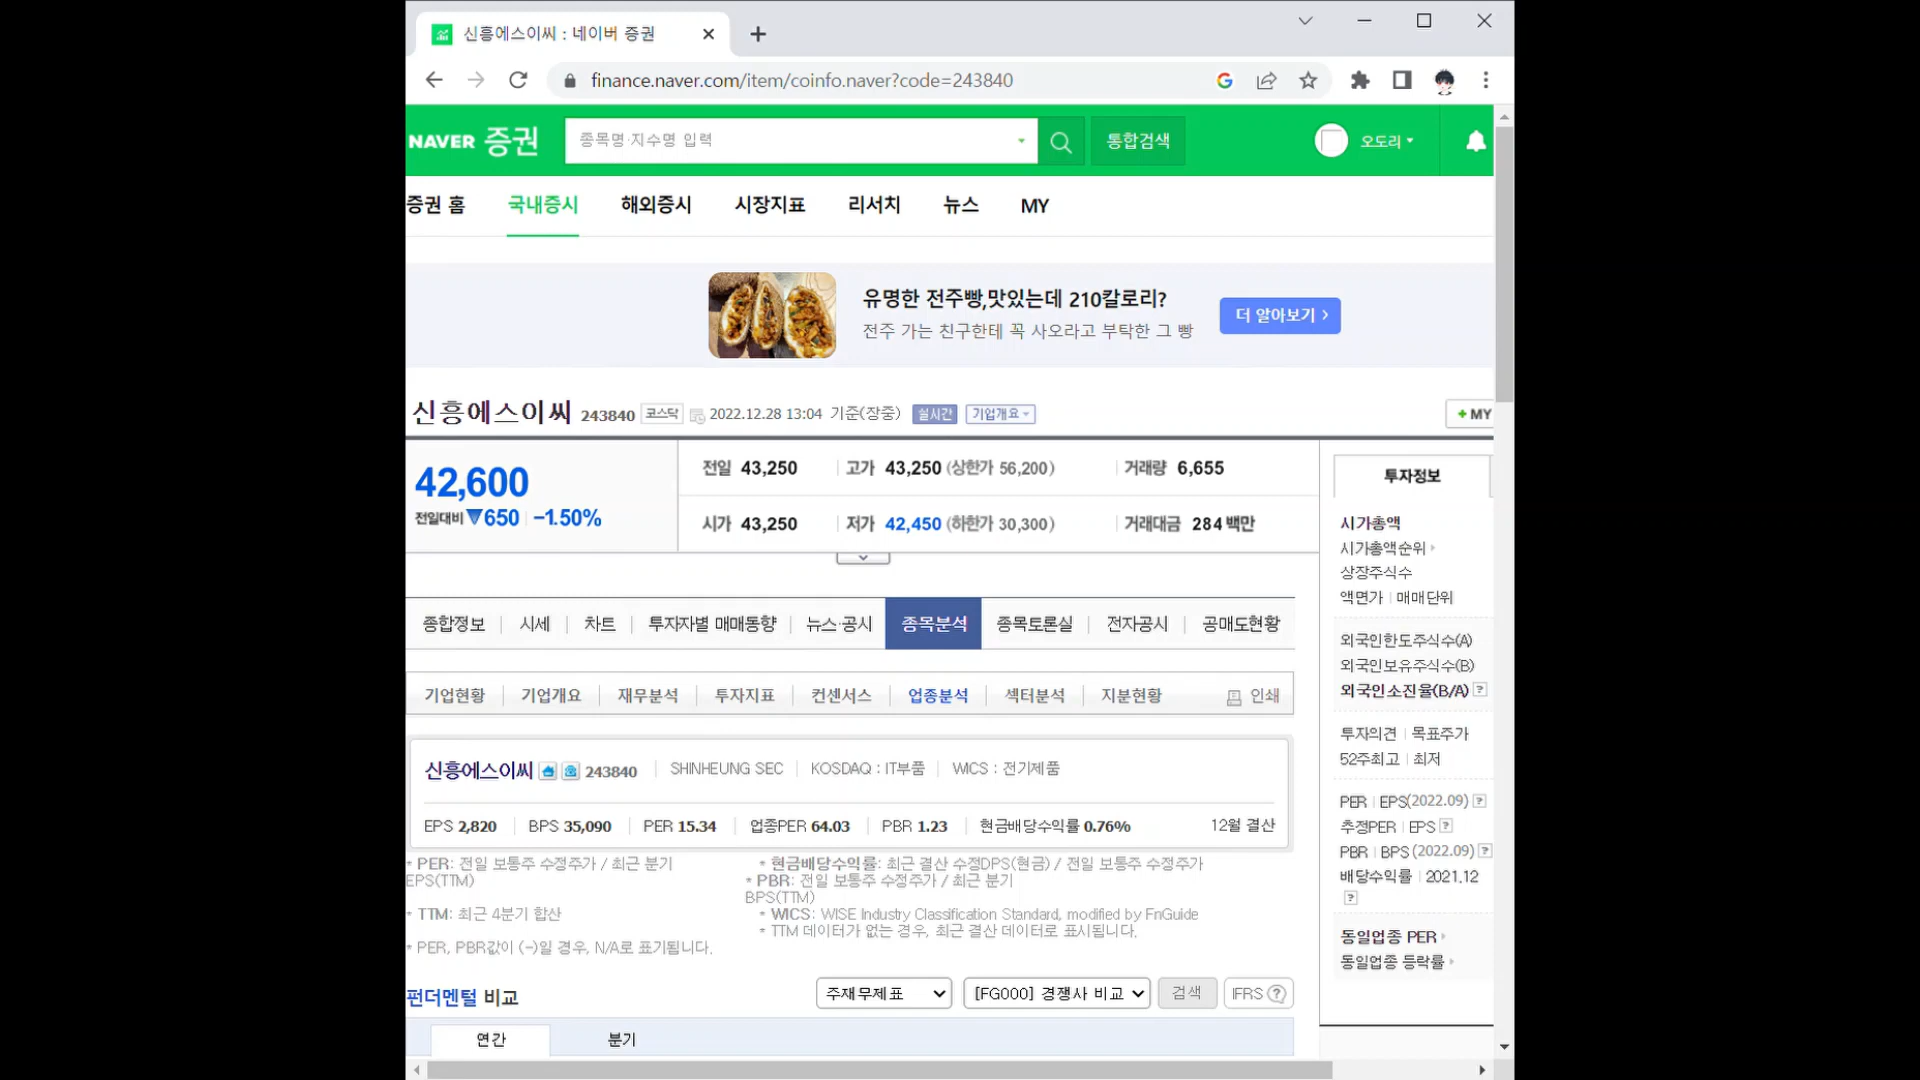 신흥에스이씨 : 네이버 증권
finance.naver.com/item/coinfo.naver?code=243840
NAVER 증권 종목명·지수명 입력 통합검색 오도리
증권 홈 국내증시 해외증시 시장지표 리서치 뉴스 MY
유명한 전주빵,맛있는데 210칼로리?
전주 가는 친구한테 꼭 사오라고 부탁한 그 빵
더 알아보기 >
신흥에스이씨 243840 코스닥 2022.12.28 13:04 기준(장중) 실시간 기업개요 + MY
42,600
전일대비 ▼650 -1.50%
전일 43,250 고가 43,250 (상한가 56,200) 거래량 6,655
시가 43,250 저가 42,450 (하한가 30,300) 거래대금 284 백만
종합정보 시세 차트 투자자별 매매동향 뉴스·공시 종목분석 종목토론실 전자공시 공매도현황
기업현황 기업개요 재무분석 투자지표 컨센서스 업종분석 섹터분석 지분현황 인쇄
신흥에스이씨 243840 SHINHEUNG SEC KOSDAQ : IT부품 WICS : 전기제품
EPS 2,820 BPS 35,090 PER 15.34 업종PER 64.03 PBR 1.23 현금배당수익률 0.76% 12월 결산
* PER: 전일 보통주 수정주가 / 최근 분기
EPS(TTM)
* TTM: 최근 4분기 합산
* PER, PBR값이 (-)일 경우, N/A로 표기됩니다.
* 현금배당수익률: 최근 결산 수정DPS(현금) / 전일 보통주 수정주가
* PBR: 전일 보통주 수정주가 / 최근 분기
BPS(TTM)
* WICS: WISE Industry Classification Standard, modified by FnGuide
* TTM 데이터가 없는 경우, 최근 결산 데이터로 표시됩니다.
펀더멘털 비교 주재무제표 [FG000] 경쟁사 비교 검색 IFRS ?
연간 분기
투자정보
시가총액
시가총액순위
상장주식수
액면가 매매단위
외국인한도주식수(A)
외국인보유주식수(B)
외국인소진율(B/A) ?
투자의견 목표주가
52주최고 최저
PER EPS(2022.09) ?
추정PER EPS ?
PBR BPS (2022.09) ?
배당수익률 2021.12
?
동일업종 PER
동일업종 등락률